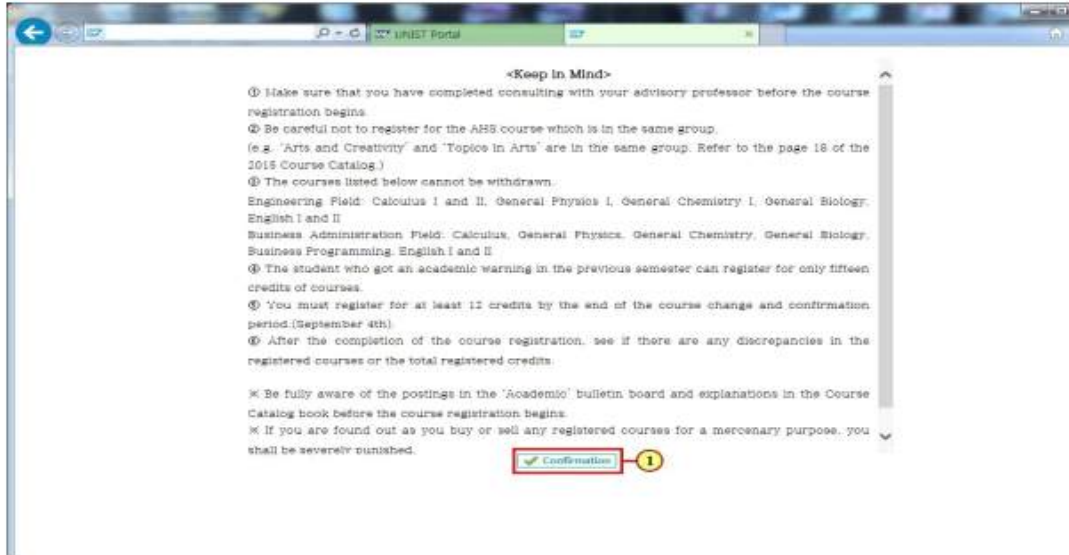 UNIST Portal
<Keep in Mind>
① Make sure that you have completed consulting with your advisory professor before the course
registration begins.
② Be careful not to register for the AHS course which is in the same group.
(e.g. 'Arts and Creativity' and 'Topics in Arts' are in the same group. Refer to the page 18 of the
2015 Course Catalog.)
③ The courses listed below cannot be withdrawn.
Engineering Field: Calculus I and II, General Physics I, General Chemistry I, General Biology,
English I and II
Business Administration Field: Calculus, General Physics, General Chemistry, General Biology,
Business Programming, English I and II
④ The student who got an academic warning in the previous semester can register for only fifteen
credits of courses.
⑤ You must register for at least 12 credits by the end of the course change and confirmation
period.(September 4th)
⑥ After the completion of the course registration, see if there are any discrepancies in the
registered courses or the total registered credits.
※ Be fully aware of the postings in the 'Academic' bulletin board and explanations in the Course
Catalog book before the course registration begins.
※ If you are found out as you buy or sell any registered courses for a mercenary purpose, you
shall be severely punished.
Confirmation 1